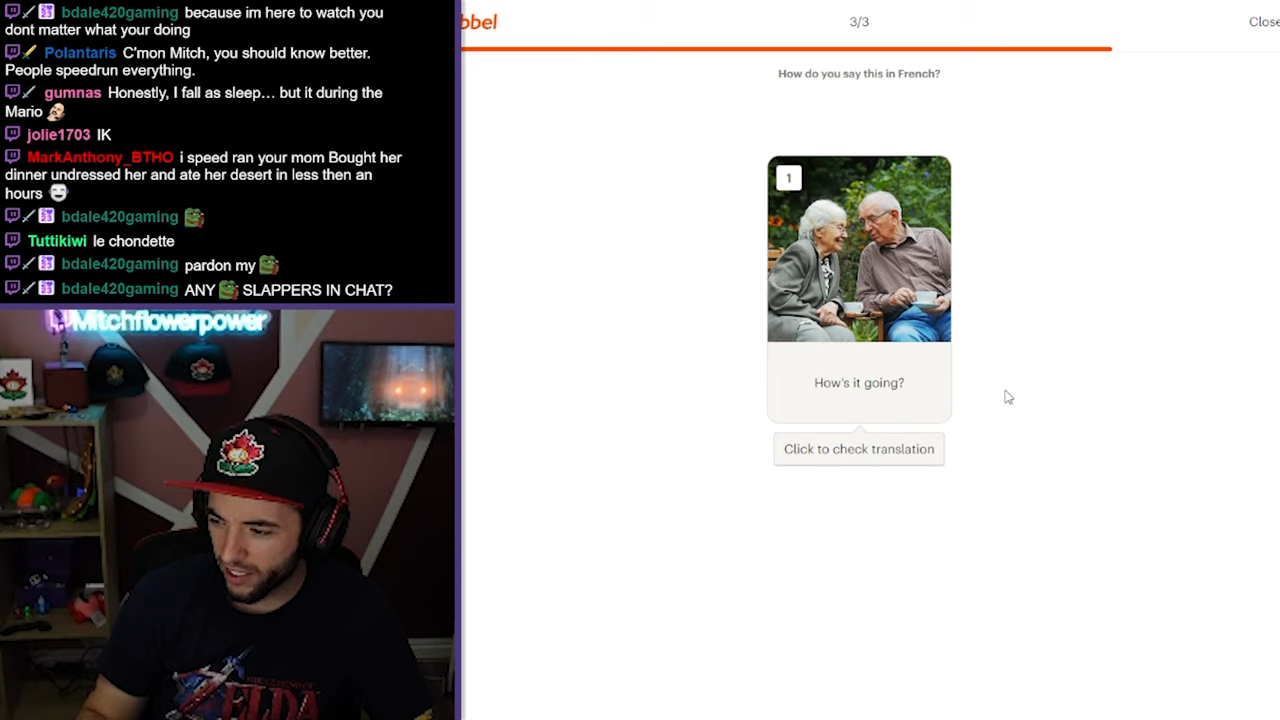 bdale420gaming because im here to watch you
dont matter what your doing
Polantaris C'mon Mitch, you should know better.
People speedrun everything.
gumnas Honestly, I fall as sleep... but it during the
Mario
jolie1703 IK
MarkAnthony_BTHO i speed ran your mom Bought her
dinner undressed her and ate her desert in less then an
hours
bdale420gaming
Tuttikiwi le chondette
bdale420gaming pardon my
bdale420gaming ANY SLAPPERS IN CHAT?
Mitchflowerpower
ZELDA
bbel
3/3
Close
How do you say this in French?
1
How's it going?
Click to check translation